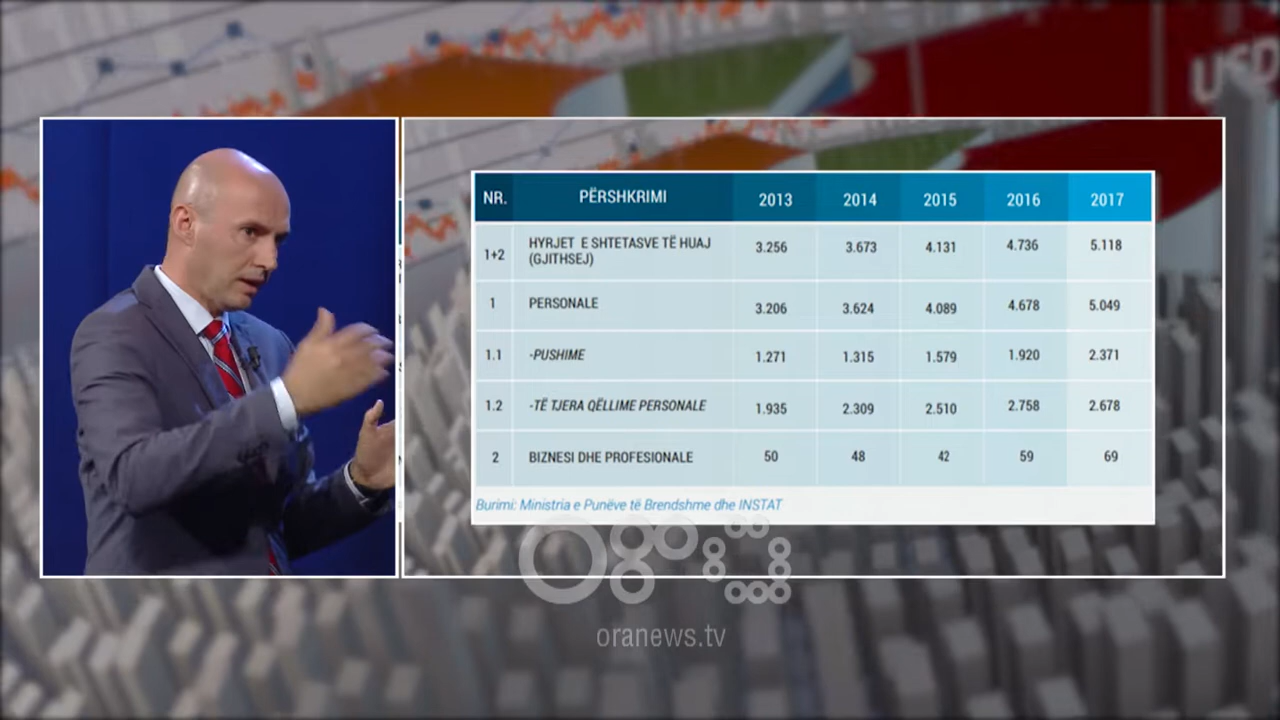 USD
NR. PËRSHKRIMI 2013 2014 2015 2016 2017
1+2 HYRJET E SHTETASVE TË HUAJ (GJITHSEJ) 3.256 3.673 4.131 4.736 5.118
1 PERSONALE 3.206 3.624 4.089 4.678 5.049
1.1 -PUSHIME 1.271 1.315 1.579 1.920 2.371
1.2 -TË TJERA QËLLIME PERSONALE 1.935 2.309 2.510 2.758 2.678
2 BIZNESI DHE PROFESIONALE 50 48 42 59 69
Burimi: Ministria e Punëve të Brendshme dhe INSTAT
oranews.tv